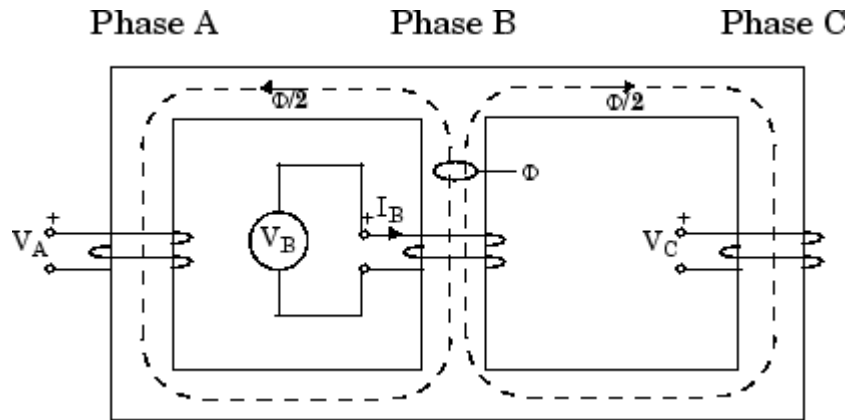 Phase A Phase B Phase C
Φ/2 Φ/2
Φ
+ + I_B +
V_A V_B V_C